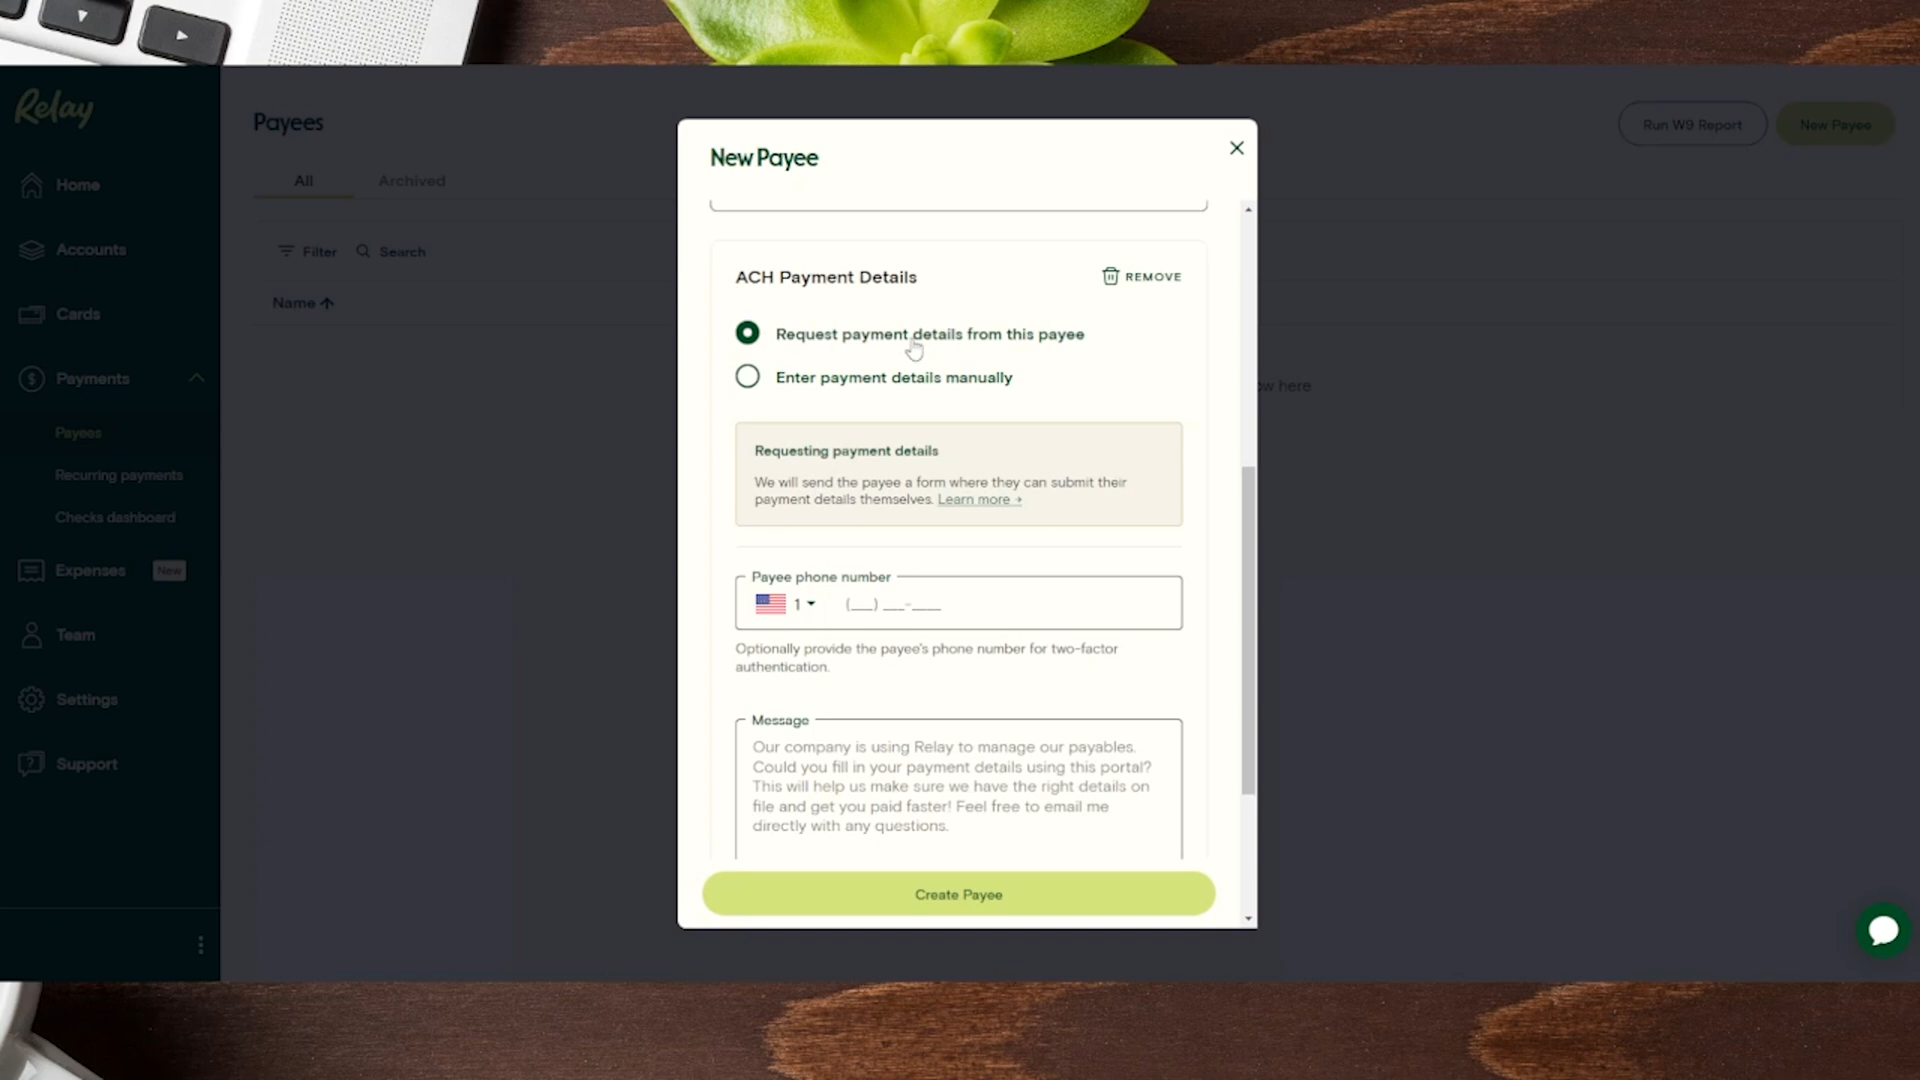 Relay
Home
Accounts
Cards
Payments
Payees
Recurring payments
Checks dashboard
Expenses New
Team
Settings
Support
Payees
Run W9 Report
New Payee
All
Archived
Filter
Search
Name
here
New Payee
ACH Payment Details
REMOVE
Request payment details from this payee
Enter payment details manually
Requesting payment details
We will send the payee a form where they can submit their
payment details themselves. Learn more →
Payee phone number
1 (___) ___-____
Optionally provide the payee's phone number for two-factor
authentication.
Message
Our company is using Relay to manage our payables.
Could you fill in your payment details using this portal?
This will help us make sure we have the right details on
file and get you paid faster! Feel free to email me
directly with any questions.
Create Payee